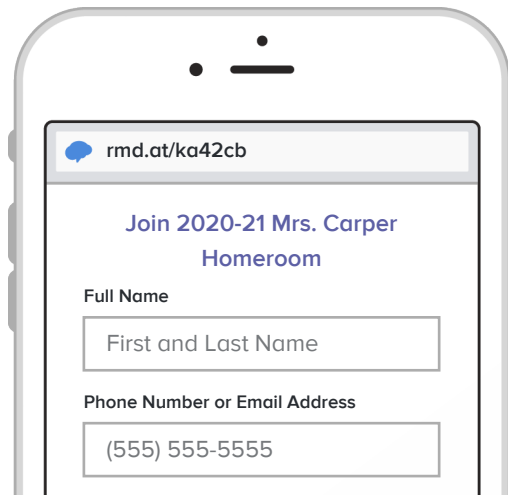 rmd.at/ka42cb
Join 2020-21 Mrs. Carper
Homeroom
Full Name
First and Last Name
Phone Number or Email Address
(555) 555-5555